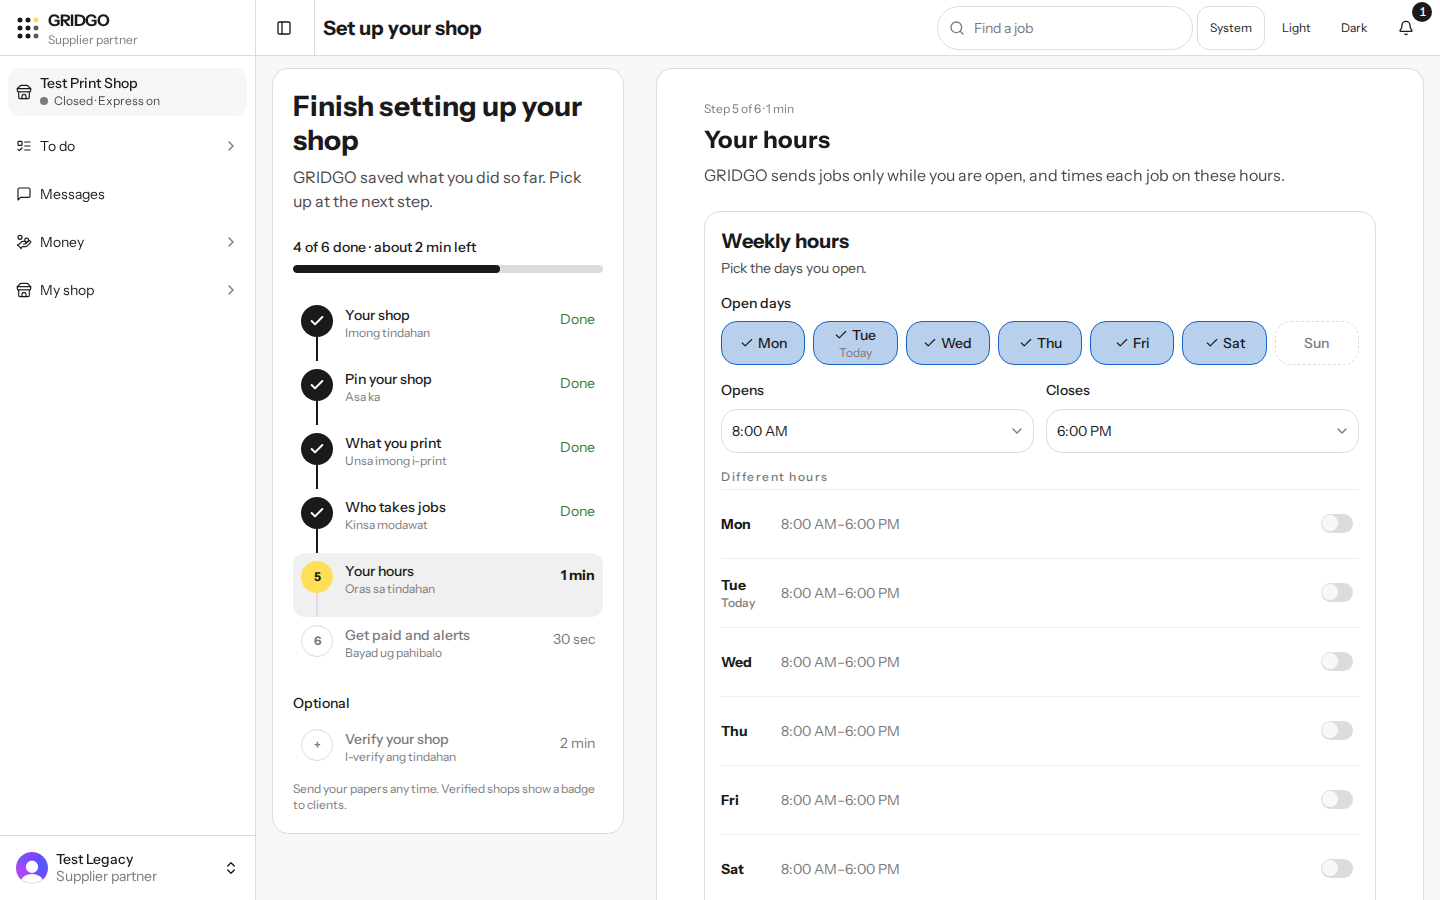 GRIDGO
Supplier partner
Set up your shop
Find a job
System
Light
Dark
1
Test Print Shop
Closed · Express on
To do
Messages
Money
My shop
Test Legacy
Supplier partner
Finish setting up your
shop
GRIDGO saved what you did so far. Pick
up at the next step.
4 of 6 done · about 2 min left
Your shop
Imong tindahan
Done
Pin your shop
Asa ka
Done
What you print
Unsa imong i-print
Done
Who takes jobs
Kinsa modawat
Done
5
Your hours
Oras sa tindahan
1 min
6
Get paid and alerts
Bayad ug pahibalo
30 sec
Optional
+
Verify your shop
I-verify ang tindahan
2 min
Send your papers any time. Verified shops show a badge
to clients.
Step 5 of 6 · 1 min
Your hours
GRIDGO sends jobs only while you are open, and times each job on these hours.
Weekly hours
Pick the days you open.
Open days
Mon
Tue
Today
Wed
Thu
Fri
Sat
Sun
Opens
Closes
8:00 AM
6:00 PM
Different hours
Mon 8:00 AM–6:00 PM
Tue
Today
8:00 AM–6:00 PM
Wed 8:00 AM–6:00 PM
Thu 8:00 AM–6:00 PM
Fri 8:00 AM–6:00 PM
Sat 8:00 AM–6:00 PM